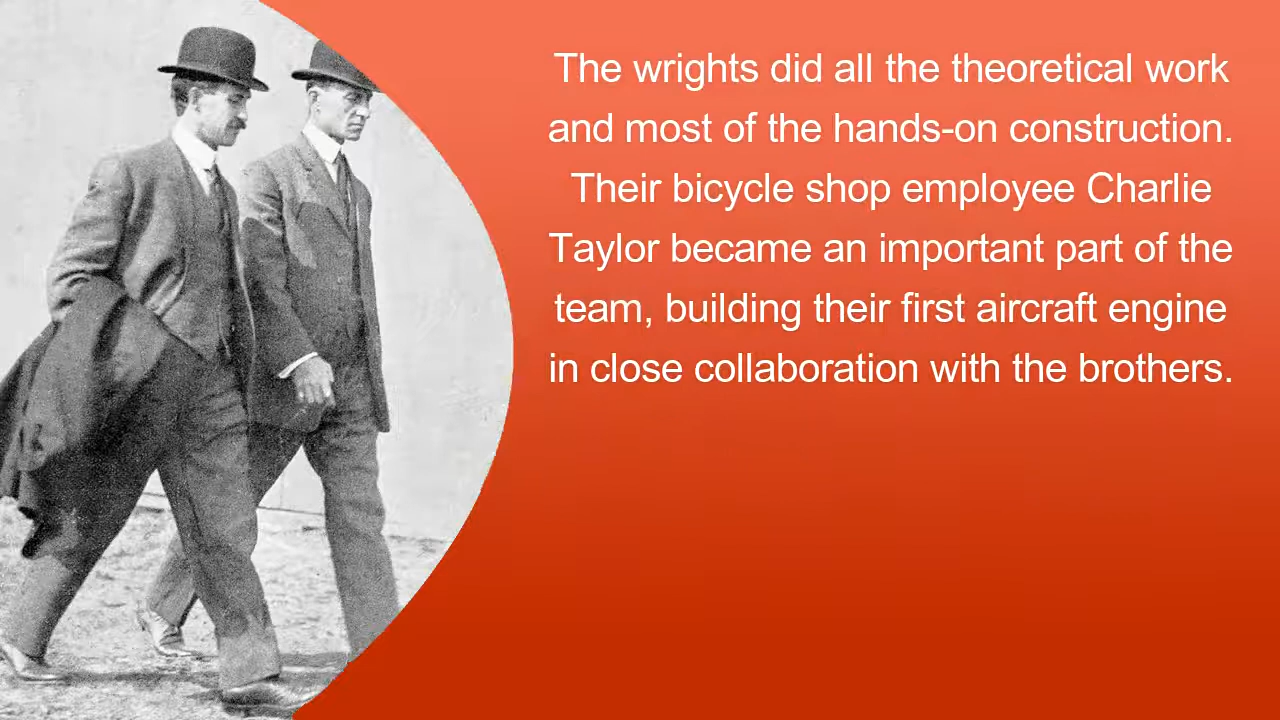 The wrights did all the theoretical work
and most of the hands-on construction.
Their bicycle shop employee Charlie
Taylor became an important part of the
team, building their first aircraft engine
in close collaboration with the brothers.